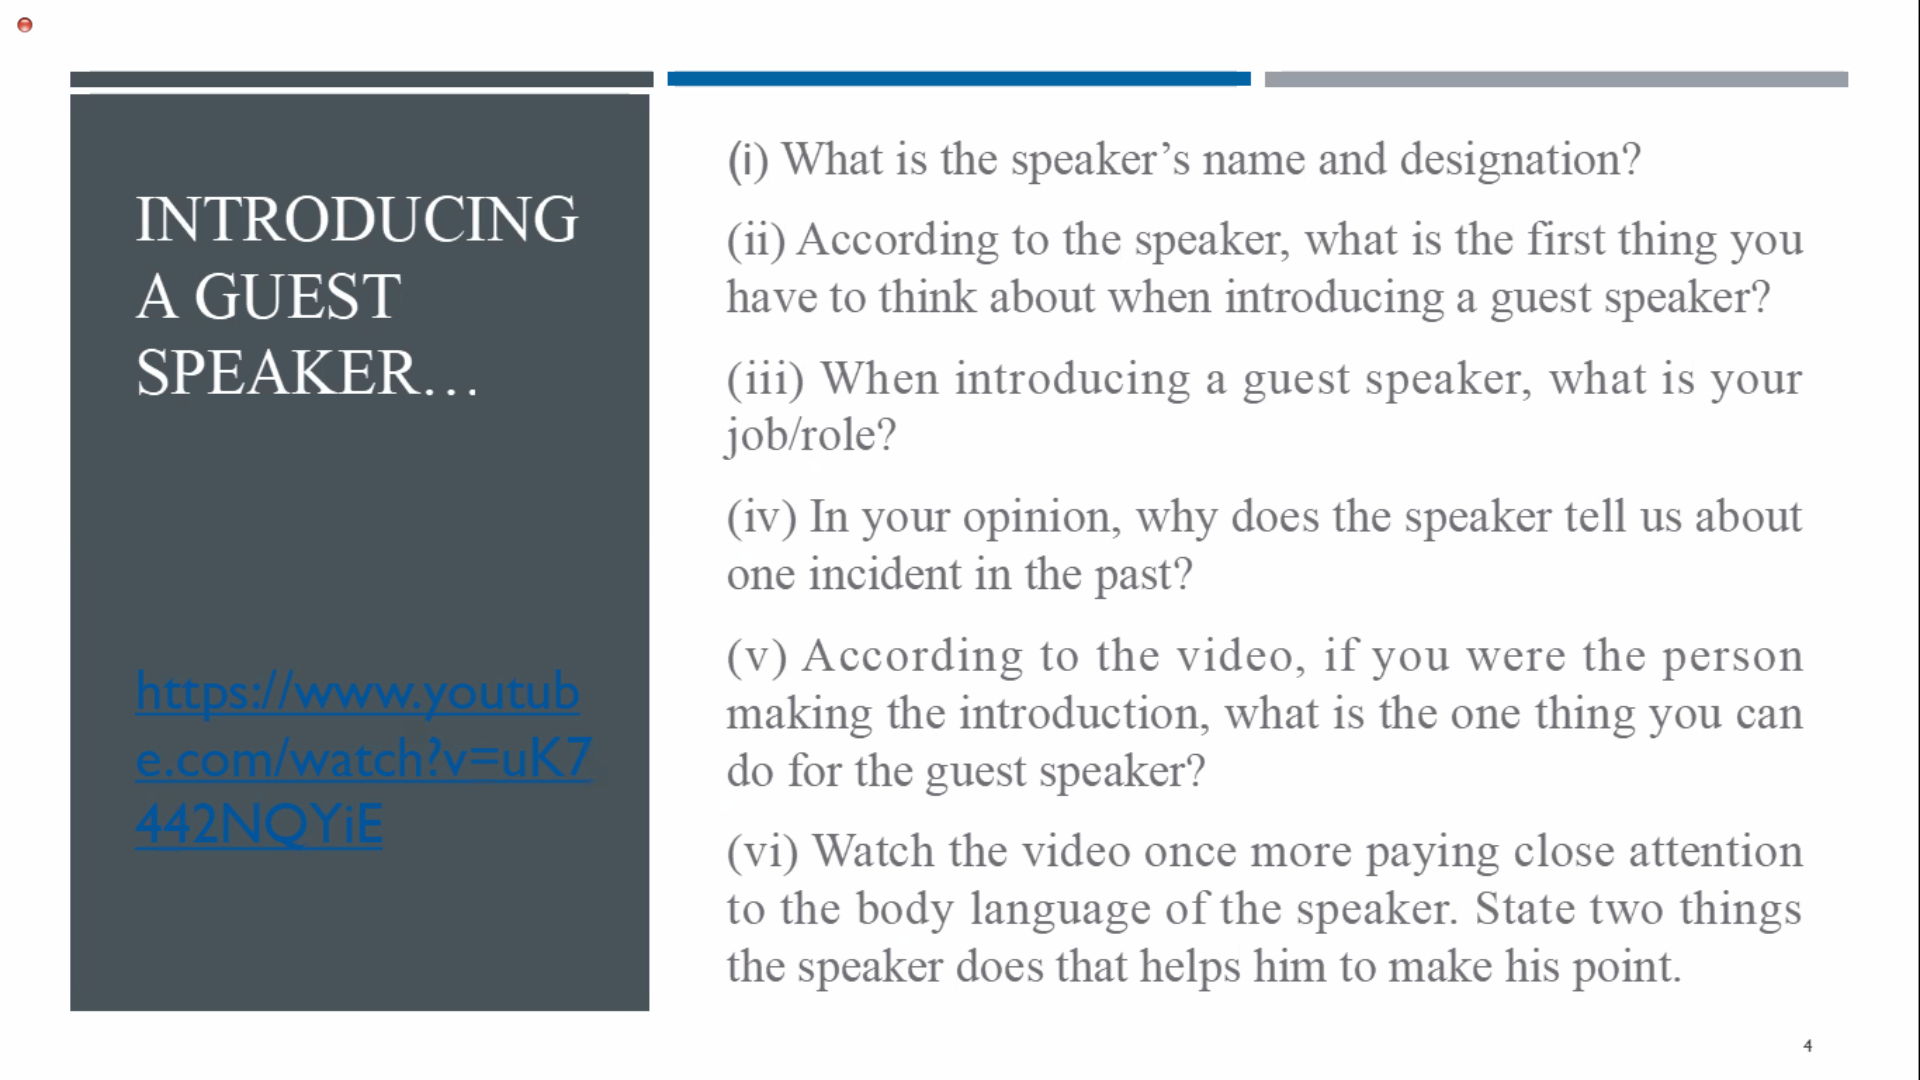 INTRODUCING
A GUEST
SPEAKER…
https://www.youtub
e.com/watch?v=uK7
442NQYiE
(i) What is the speaker’s name and designation?
(ii) According to the speaker, what is the first thing you
have to think about when introducing a guest speaker?
(iii) When introducing a guest speaker, what is your
job/role?
(iv) In your opinion, why does the speaker tell us about
one incident in the past?
(v) According to the video, if you were the person
making the introduction, what is the one thing you can
do for the guest speaker?
(vi) Watch the video once more paying close attention
to the body language of the speaker. State two things
the speaker does that helps him to make his point.
4